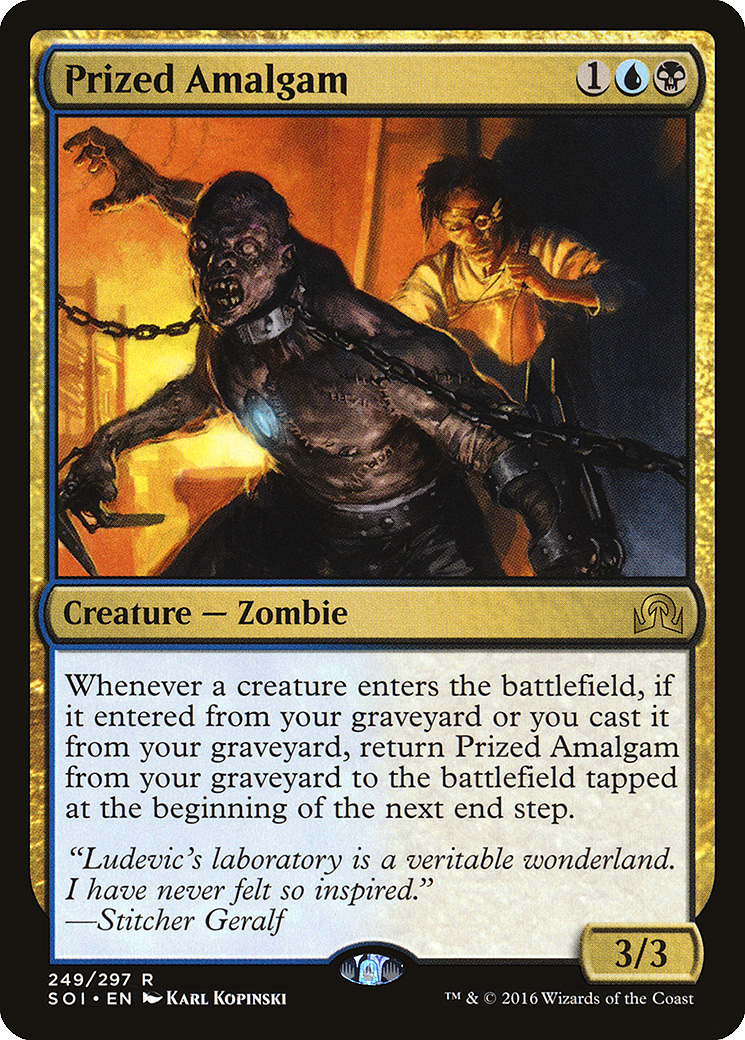 Prized Amalgam
1
Creature — Zombie
Whenever a creature enters the battlefield, if
it entered from your graveyard or you cast it
from your graveyard, return Prized Amalgam
from your graveyard to the battlefield tapped
at the beginning of the next end step.
“Ludevic’s laboratory is a veritable wonderland.
I have never felt so inspired.”
—Stitcher Geralf
3/3
249/297 R
SOI • EN Karl Kopinski
™ & © 2016 Wizards of the Coast